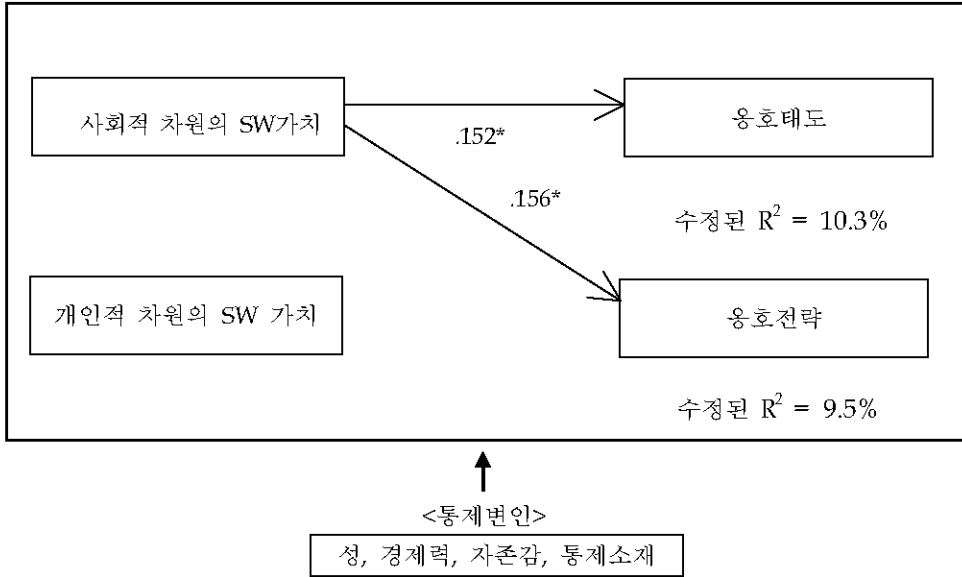 사회적 차원의 SW가치
옹호태도
.152*
.156*
수정된 R² = 10.3%
개인적 차원의 SW 가치
옹호전략
수정된 R² = 9.5%
<통제변인>
성, 경제력, 자존감, 통제소재